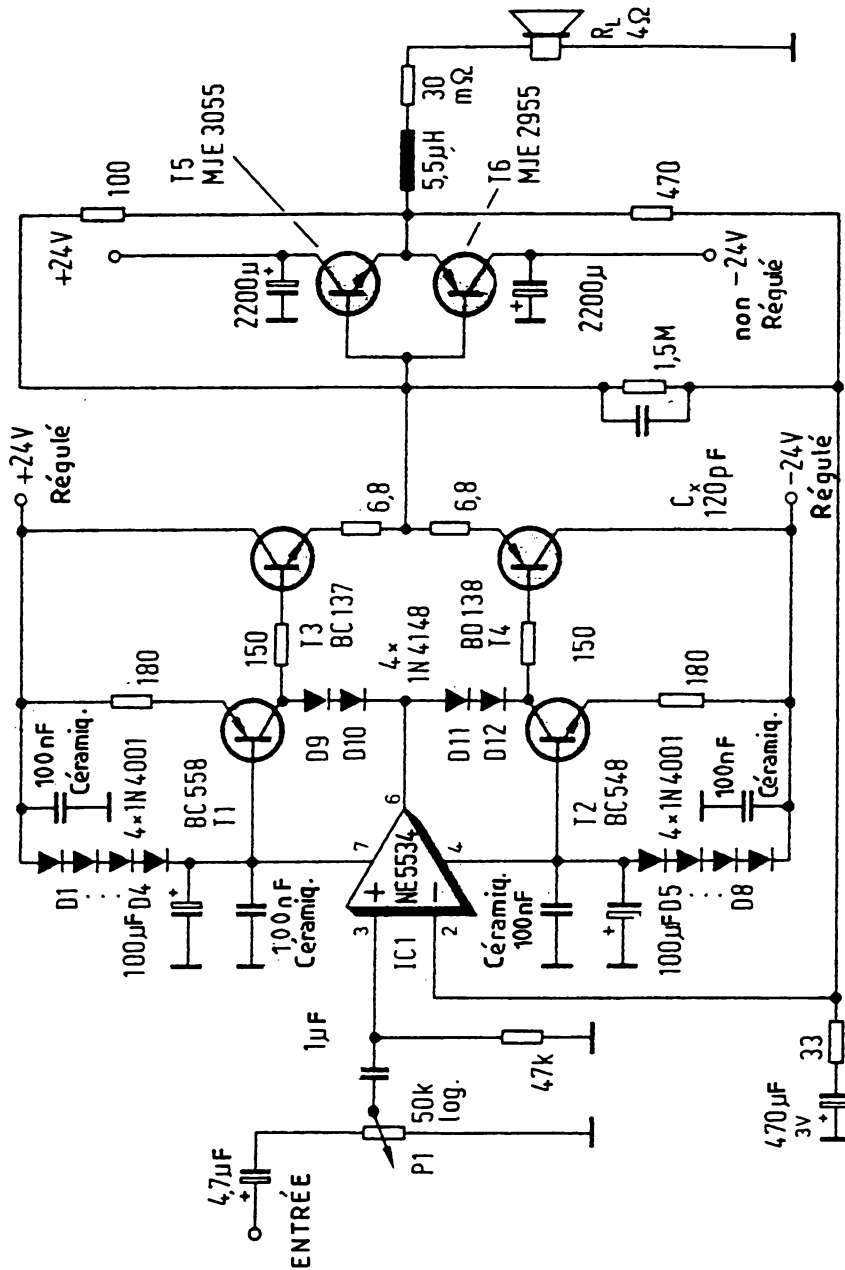 ENTRÉE
4,7µF
+
P1
50k
log.
1µF
47k
470µF
3V
+
33
3
2
7
4
6
+
−
NE5534
IC1
D1
D4
4×1N4001
100µF
+
100nF
Céramiq.
100nF
Céramiq.
Céramiq.
100nF
100µF
+
D5
D8
4×1N4001
100nF
Céramiq.
BC558
T1
180
T2
BC548
180
D9
D10
4×
1N4148
D11
D12
150
T3
BC137
BD138
T4
150
6,8
6,8
+24V
Régulé
−24V
Régulé
Cx
120pF
1,5M
+24V
2200µ
+
2200µ
+
non −24V
Régulé
T5
MJE 3055
T6
MJE 2955
100
470
5,5µH
30
mΩ
RL
4Ω